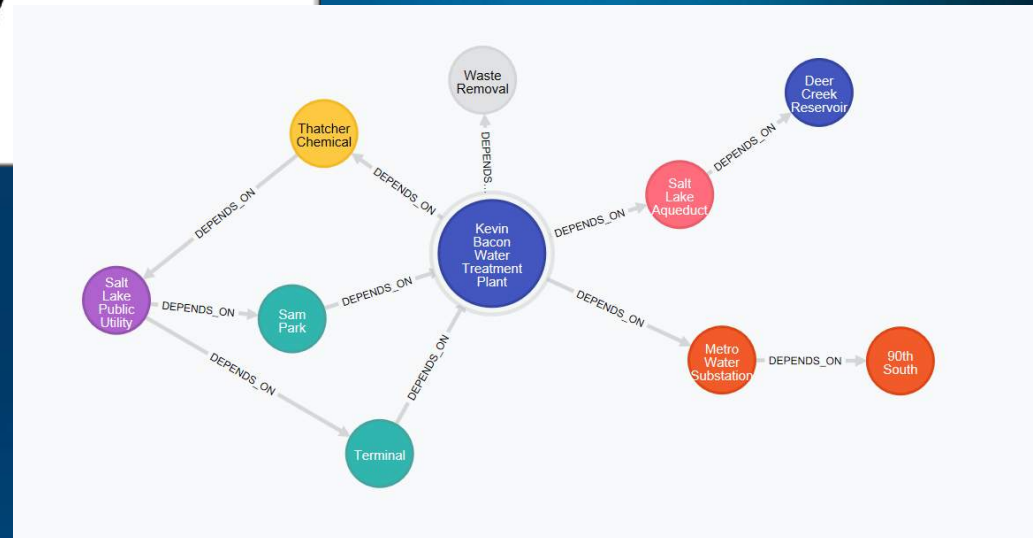 Waste
Removal
Deer
Creek
Reservoir
Thatcher
Chemical
DEPENDS_ON
DEPENDS...
DEPENDS_ON
Salt
Lake
Aqueduct
DEPENDS_ON
DEPENDS_ON
Kevin
Bacon
Water
Treatment
Plant
Salt
Lake
Public
Utility
DEPENDS_ON
Sam
Park
DEPENDS_ON
DEPENDS_ON
DEPENDS_ON
DEPENDS_ON
Metro
Water
Substation
DEPENDS_ON
90th
South
Terminal